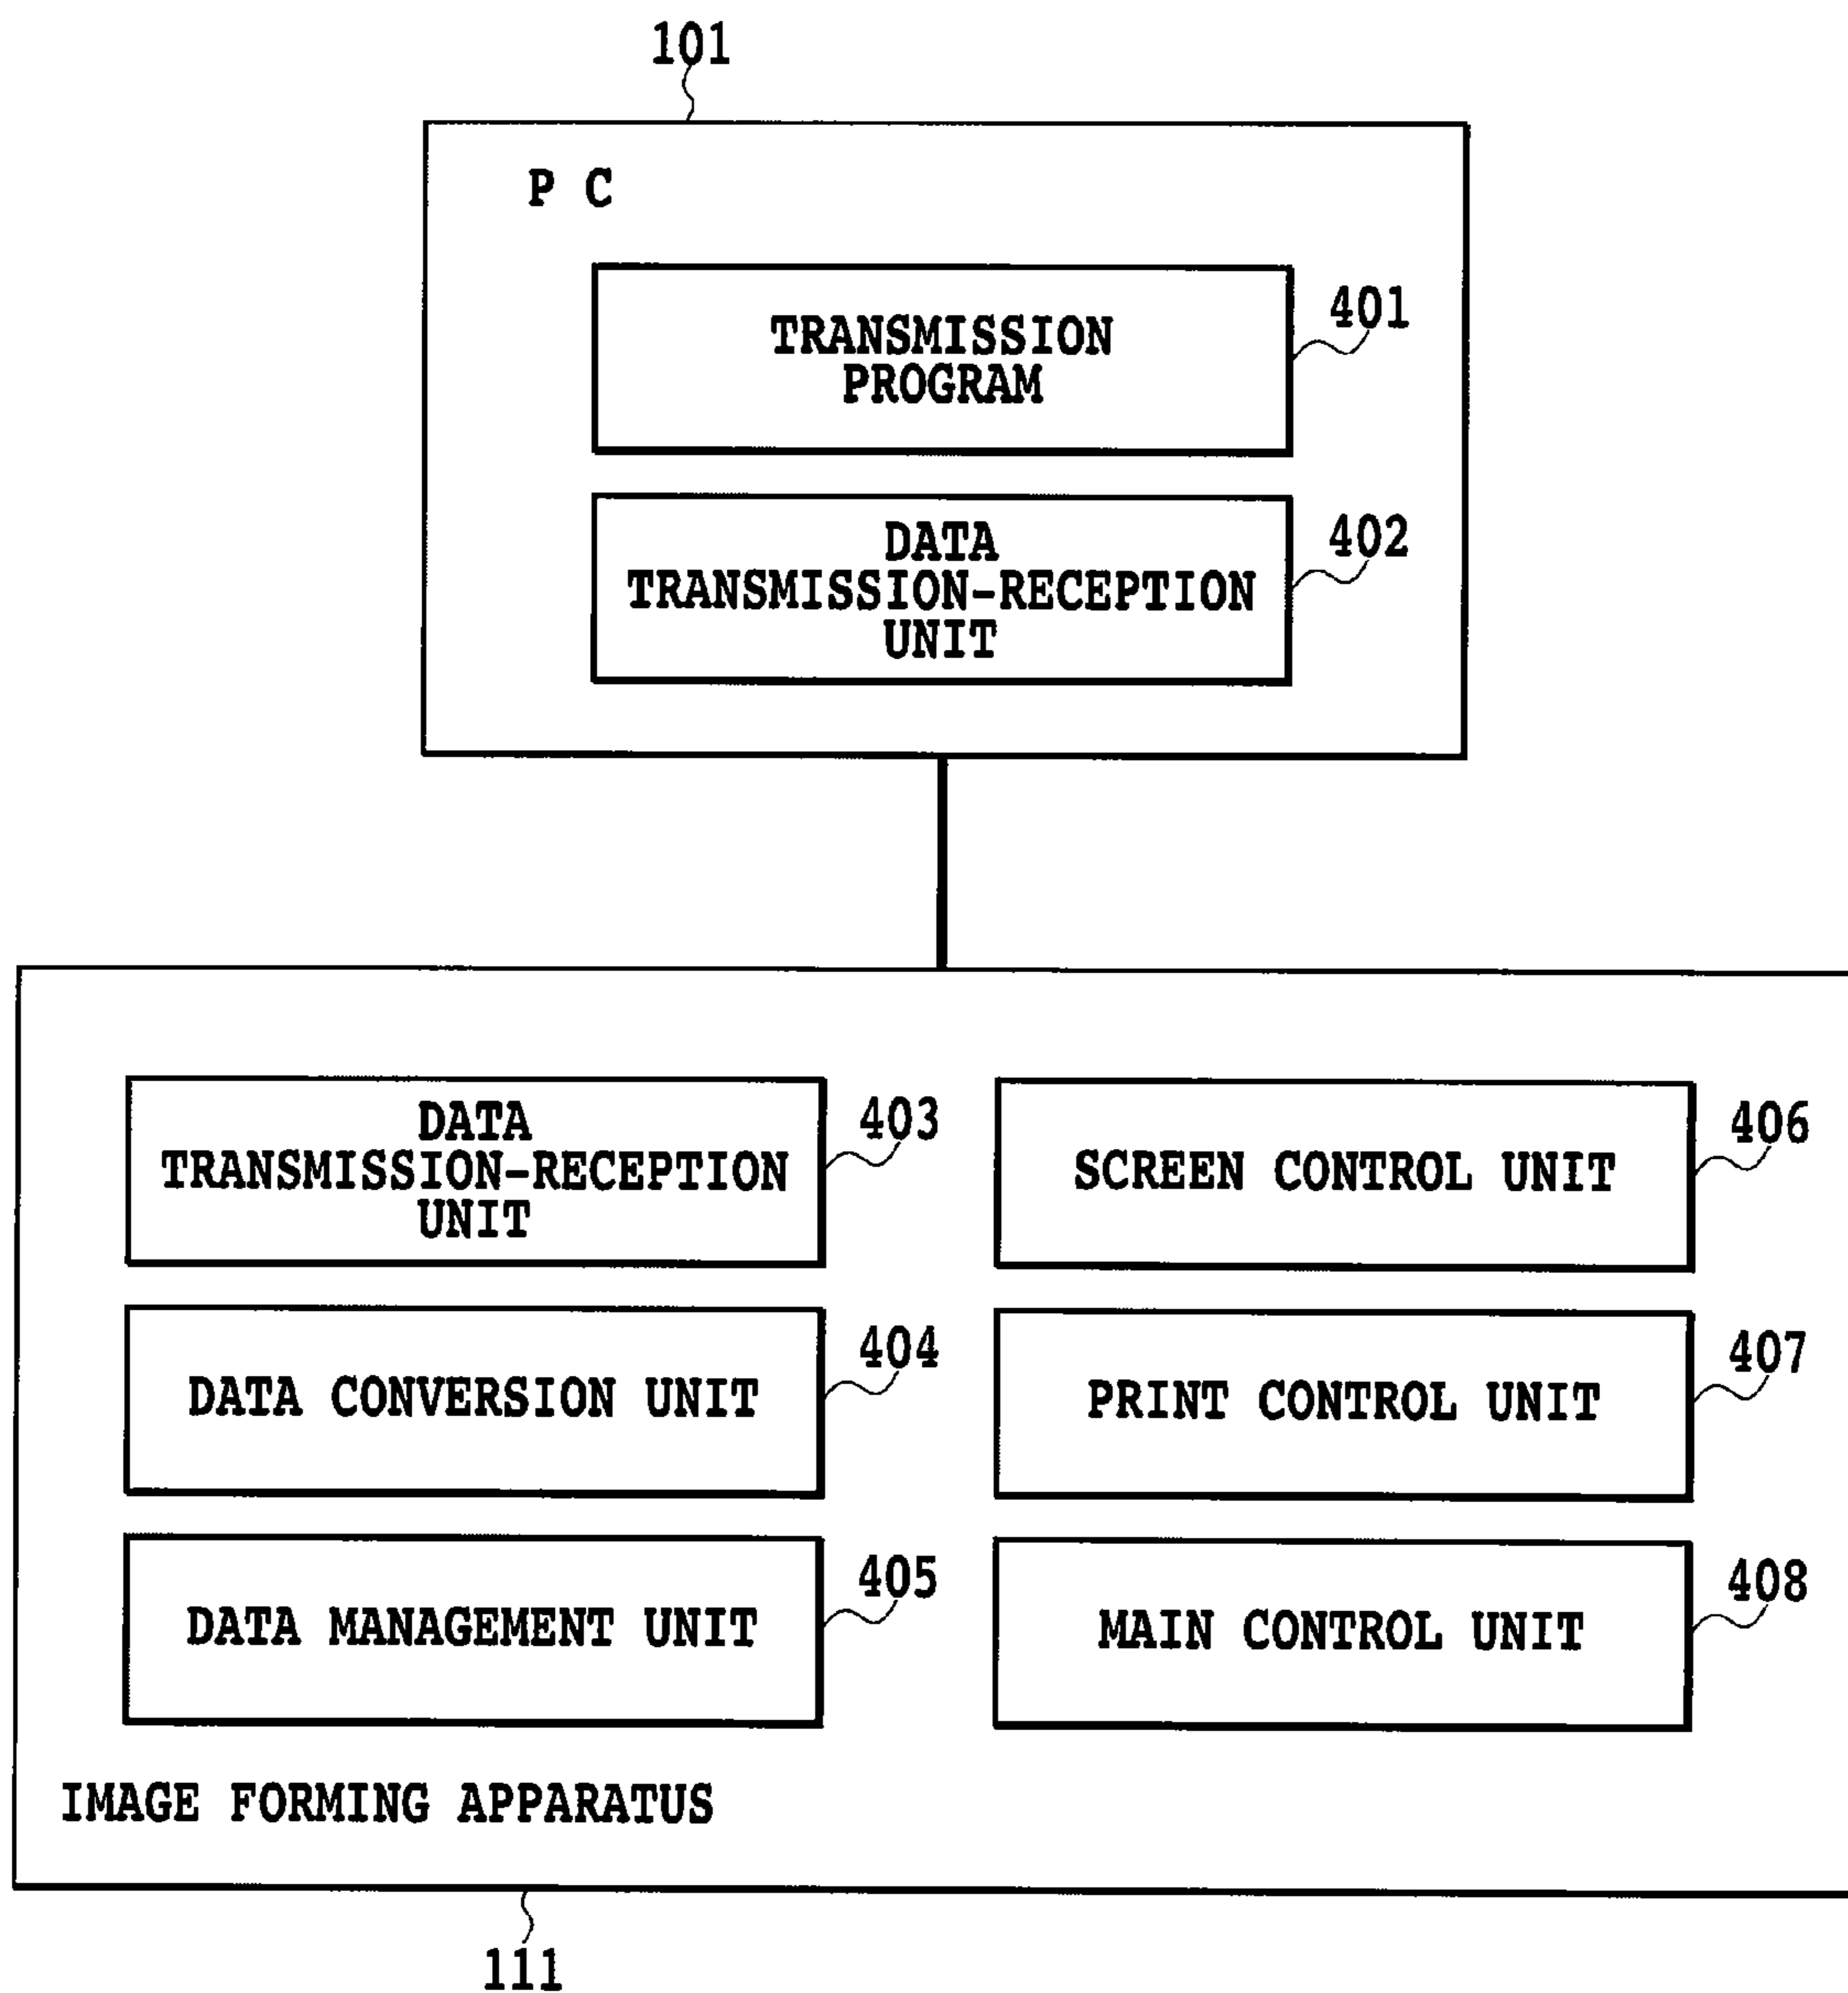 101
P C
TRANSMISSION
PROGRAM
401
DATA
TRANSMISSION-RECEPTION
UNIT
402
DATA
TRANSMISSION-RECEPTION
UNIT
403
SCREEN CONTROL UNIT
406
DATA CONVERSION UNIT
404
PRINT CONTROL UNIT
407
DATA MANAGEMENT UNIT
405
MAIN CONTROL UNIT
408
IMAGE FORMING APPARATUS
111